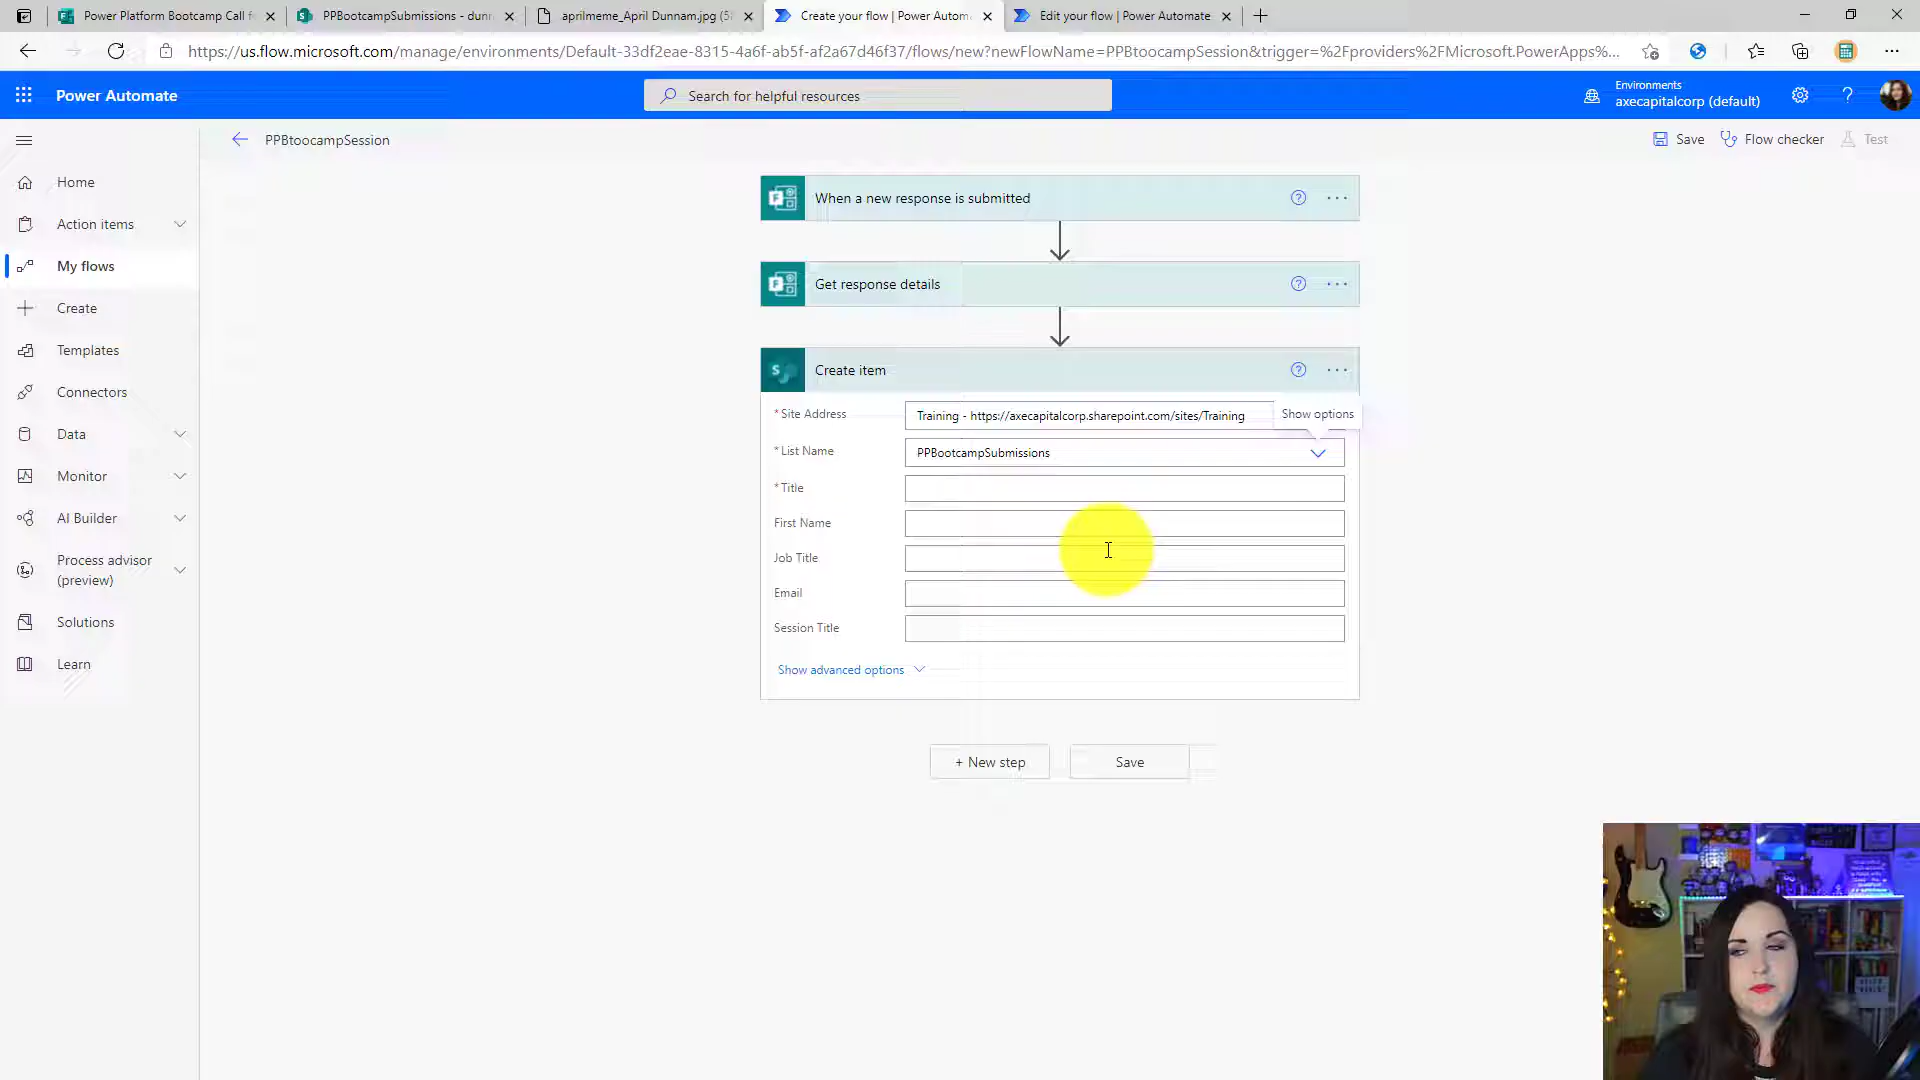 Power Platform Bootcamp Call f
PPBootcampSubmissions - dunn
aprilmeme_April Dunnam.jpg (5
Create your flow | Power Autom
Edit your flow | Power Automate
https://us.flow.microsoft.com/manage/environments/Default-33df2eae-8315-4a6f-ab5f-af2a67d46f37/flows/new?newFlowName=PPBtoocampSession&trigger=%2Fproviders%2FMicrosoft.PowerApps%...
Power Automate
Search for helpful resources
Environments
axecapitalcorp (default)
PPBtoocampSession
Save
Flow checker
Test
Home
Action items
My flows
Create
Templates
Connectors
Data
Monitor
AI Builder
Process advisor
(preview)
Solutions
Learn
When a new response is submitted
Get response details
Create item
* Site Address
Training - https://axecapitalcorp.sharepoint.com/sites/Training
Show options
* List Name
PPBootcampSubmissions
* Title
First Name
Job Title
Email
Session Title
Show advanced options
+ New step
Save